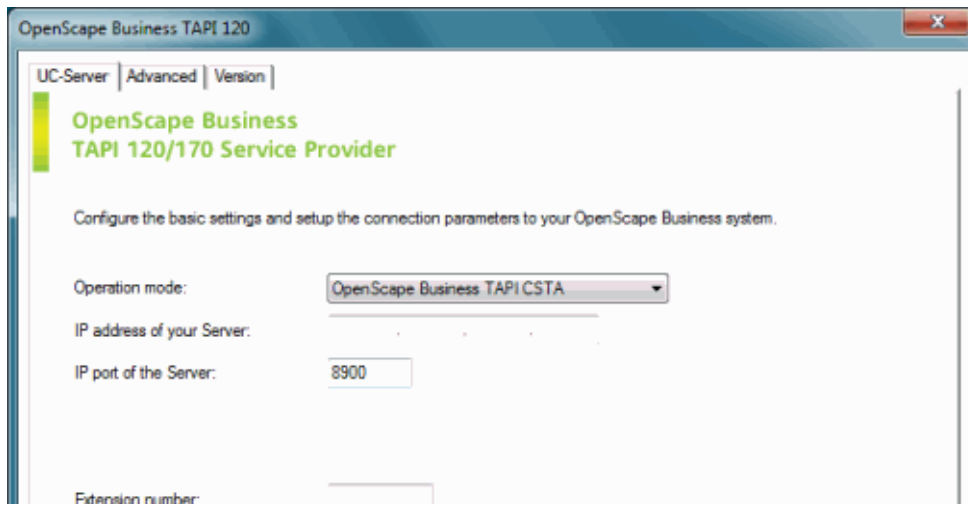 OpenScape Business TAPI 120
UC-Server Advanced Version
OpenScape Business
TAPI 120/170 Service Provider
Configure the basic settings and setup the connection parameters to your OpenScape Business system.
Operation mode: OpenScape Business TAPI CSTA
IP address of your Server: . . .
IP port of the Server: 8900
Extension number: